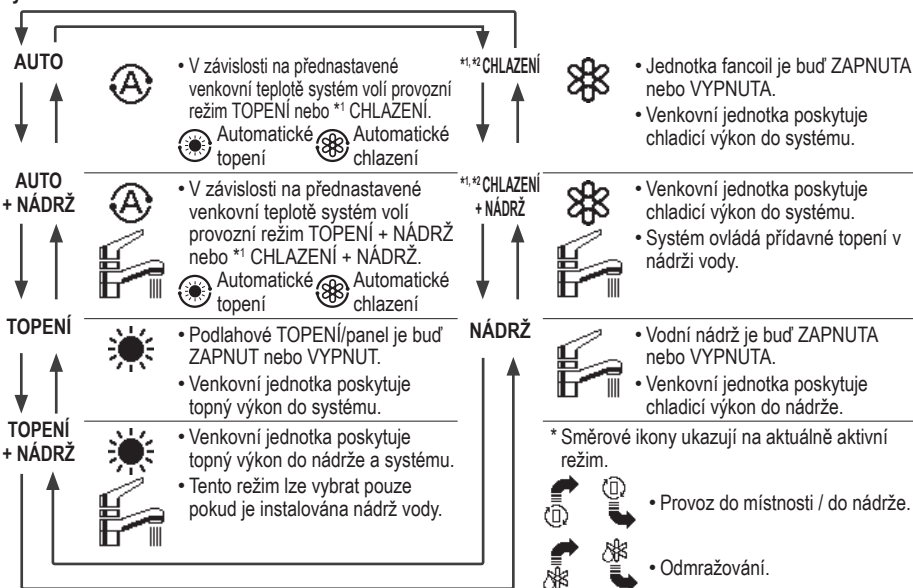 AUTO
• V závislosti na přednastavené
venkovní teplotě systém volí provozní
režim TOPENÍ nebo *1 CHLAZENÍ.
Automatické
topení
Automatické
chlazení
AUTO
+ NÁDRŽ
• V závislosti na přednastavené
venkovní teplotě systém volí
provozní režim TOPENÍ + NÁDRŽ
nebo *1 CHLAZENÍ + NÁDRŽ.
Automatické
topení
Automatické
chlazení
TOPENÍ
• Podlahové TOPENÍ/panel je buď
ZAPNUT nebo VYPNUT.
• Venkovní jednotka poskytuje
topný výkon do systému.
TOPENÍ
+ NÁDRŽ
• Venkovní jednotka poskytuje
topný výkon do nádrže a systému.
• Tento režim lze vybrat pouze
pokud je instalována nádrž vody.
*1, *2 CHLAZENÍ
• Jednotka fancoil je buď ZAPNUTA
nebo VYPNUTA.
• Venkovní jednotka poskytuje
chladicí výkon do systému.
*1, *2 CHLAZENÍ
+ NÁDRŽ
• Venkovní jednotka poskytuje
chladicí výkon do systému.
• Systém ovládá přídavné topení v
nádrži vody.
NÁDRŽ
• Vodní nádrž je buď ZAPNUTA
nebo VYPNUTA.
• Venkovní jednotka poskytuje
chladicí výkon do nádrže.
* Směrové ikony ukazují na aktuálně aktivní
režim.
• Provoz do místnosti / do nádrže.
• Odmražování.